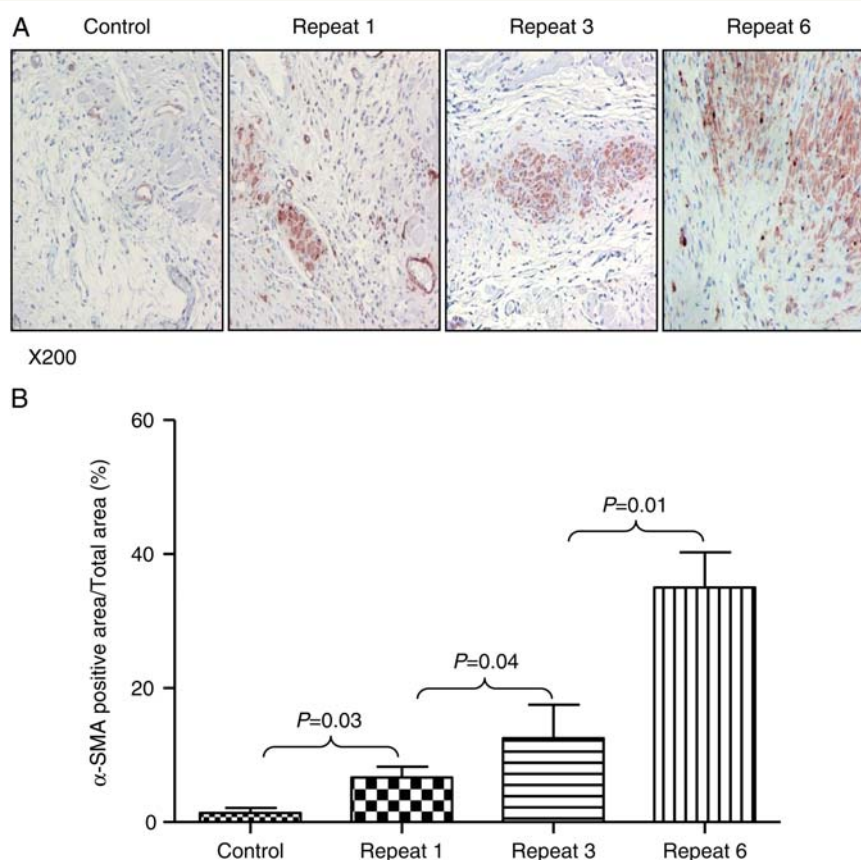 A
Control Repeat 1 Repeat 3 Repeat 6
X200
B
α-SMA positive area/Total area (%)
60
40
20
0
P=0.03
P=0.04
P=0.01
Control Repeat 1 Repeat 3 Repeat 6